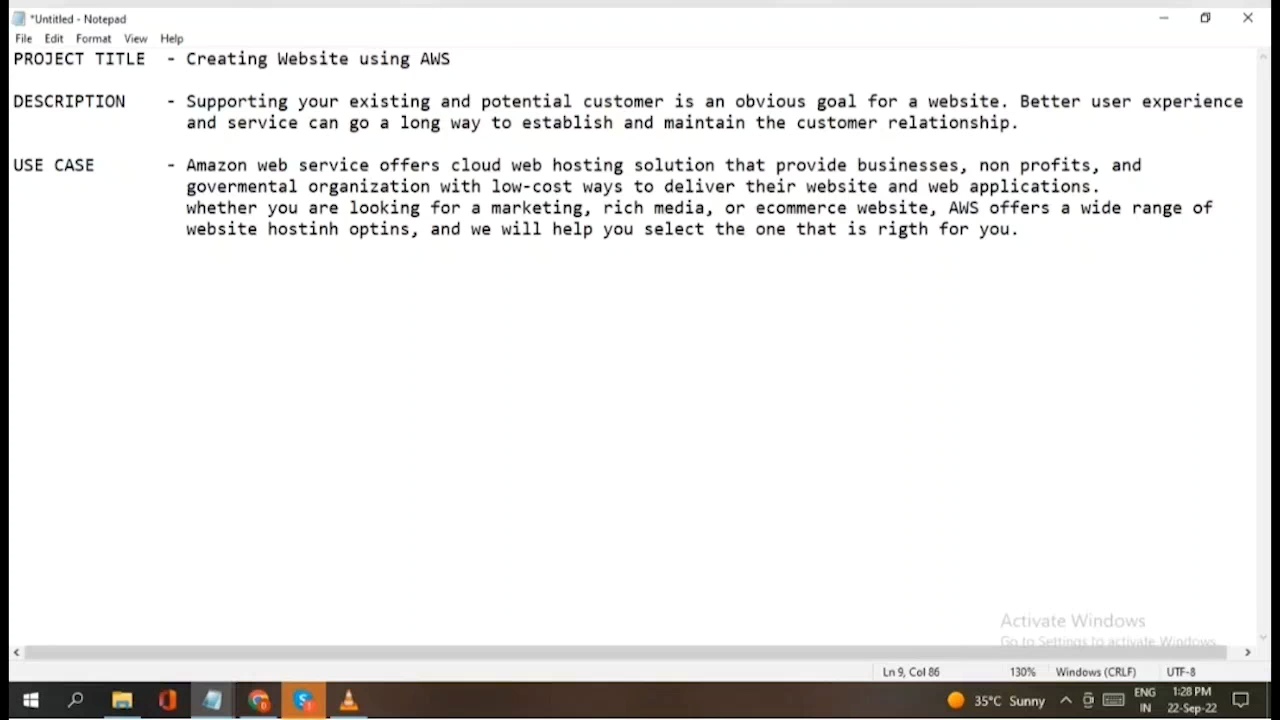 *Untitled - Notepad
File Edit Format View Help
PROJECT TITLE - Creating Website using AWS
DESCRIPTION - Supporting your existing and potential customer is an obvious goal for a website. Better user experience
and service can go a long way to establish and maintain the customer relationship.
USE CASE - Amazon web service offers cloud web hosting solution that provide businesses, non profits, and
govermental organization with low-cost ways to deliver their website and web applications.
whether you are looking for a marketing, rich media, or ecommerce website, AWS offers a wide range of
website hostinh optins, and we will help you select the one that is rigth for you.
Activate Windows
Go to Settings to activate Windows.
Ln 9, Col 86 130% Windows (CRLF) UTF-8
35°C Sunny ENG 1:28 PM
IN 22-Sep-22